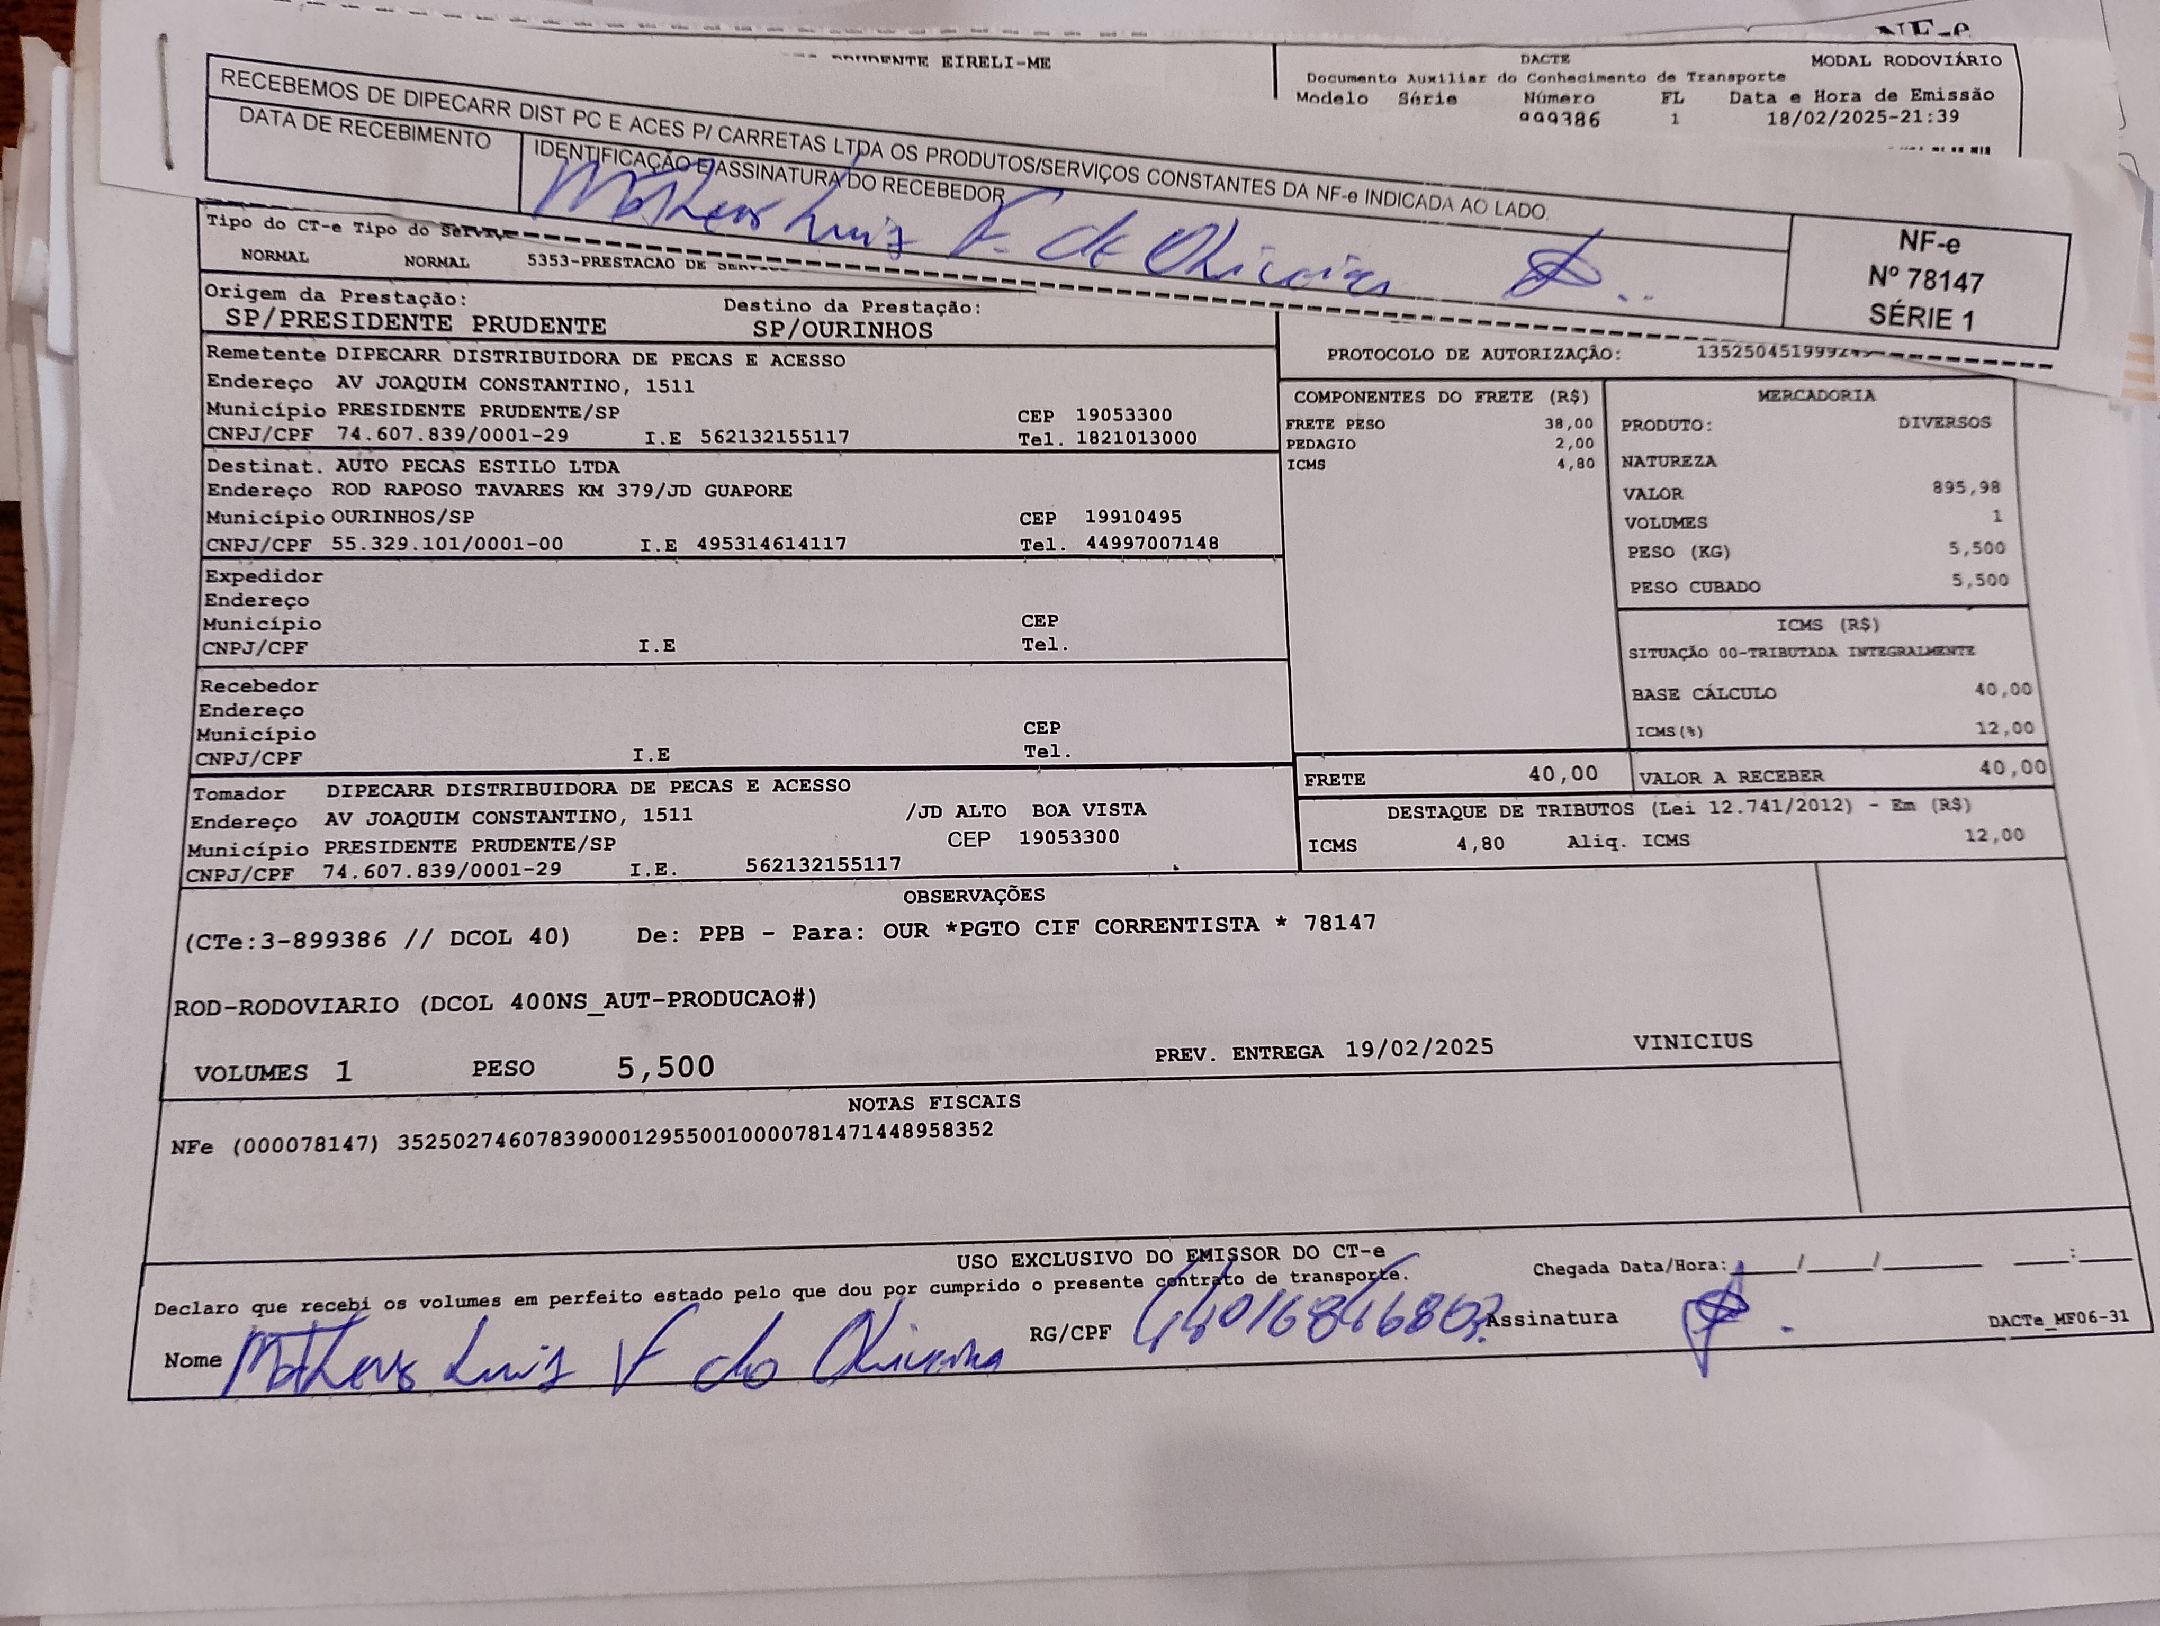 NF-e
PRUDENTE EIRELI-ME
DACTE
MODAL RODOVIÁRIO
Documento Auxiliar do Conhecimento de Transporte
Modelo Série Número FL Data e Hora de Emissão
899386 1 18/02/2025-21:39
RECEBEMOS DE DIPECARR DIST PC E ACES P/ CARRETAS LTDA OS PRODUTOS/SERVIÇOS CONSTANTES DA NF-e INDICADA AO LADO.
DATA DE RECEBIMENTO
IDENTIFICAÇÃO E ASSINATURA DO RECEBEDOR
Matheus Luis F. de Oliveira
NF-e
Nº 78147
SÉRIE 1
Tipo do CT-e Tipo do Serviço
NORMAL NORMAL 5353-PRESTACAO DE
Origem da Prestação: Destino da Prestação:
SP/PRESIDENTE PRUDENTE SP/OURINHOS
Remetente DIPECARR DISTRIBUIDORA DE PECAS E ACESSO
Endereço AV JOAQUIM CONSTANTINO, 1511
Município PRESIDENTE PRUDENTE/SP CEP 19053300
CNPJ/CPF 74.607.839/0001-29 I.E 562132155117 Tel. 1821013000
Destinat. AUTO PECAS ESTILO LTDA
Endereço ROD RAPOSO TAVARES KM 379/JD GUAPORE
Município OURINHOS/SP CEP 19910495
CNPJ/CPF 55.329.101/0001-00 I.E 495314614117 Tel. 44997007148
Expedidor
Endereço
Município CEP
CNPJ/CPF I.E Tel.
Recebedor
Endereço
Município CEP
CNPJ/CPF I.E Tel.
Tomador DIPECARR DISTRIBUIDORA DE PECAS E ACESSO
Endereço AV JOAQUIM CONSTANTINO, 1511 /JD ALTO BOA VISTA
Município PRESIDENTE PRUDENTE/SP CEP 19053300
CNPJ/CPF 74.607.839/0001-29 I.E. 562132155117
PROTOCOLO DE AUTORIZAÇÃO:
COMPONENTES DO FRETE (R$)
FRETE PESO 38,00
PEDAGIO 2,00
ICMS 4,80
MERCADORIA
PRODUTO: DIVERSOS
NATUREZA
VALOR 895,98
VOLUMES 1
PESO (KG) 5,500
PESO CUBADO 5,500
ICMS (R$)
SITUAÇÃO 00-TRIBUTADA INTEGRALMENTE
BASE CÁLCULO 40,00
ICMS(%) 12,00
FRETE 40,00 VALOR A RECEBER 40,00
DESTAQUE DE TRIBUTOS (Lei 12.741/2012) - Em (R$)
ICMS 4,80 Aliq. ICMS 12,00
OBSERVAÇÕES
(CTe:3-899386 // DCOL 40) De: PPB - Para: OUR *PGTO CIF CORRENTISTA * 78147
ROD-RODOVIARIO (DCOL 400NS_AUT-PRODUCAO#)
VOLUMES 1 PESO 5,500 PREV. ENTREGA 19/02/2025 VINICIUS
NOTAS FISCAIS
NFe (000078147) 35250274607839000129550010000781471448958352
USO EXCLUSIVO DO EMISSOR DO CT-e
Declaro que recebi os volumes em perfeito estado pelo que dou por cumprido o presente contrato de transporte. Chegada Data/Hora: / / :
Nome Matheus Luis F de Oliveira RG/CPF Assinatura
DACTe_MF06-31